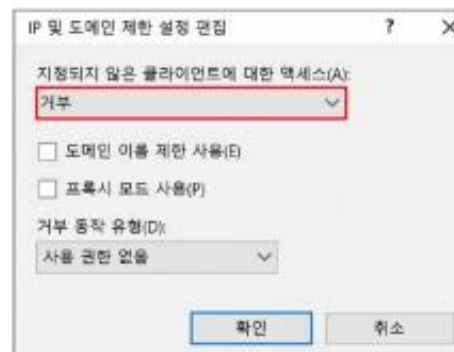 IP 및 도메인 제한 설정 편집
지정되지 않은 클라이언트에 대한 액세스(A):
거부
도메인 이름 제한 사용(E)
프록시 모드 사용(P)
거부 동작 유형(D):
사용 권한 없음
확인 취소